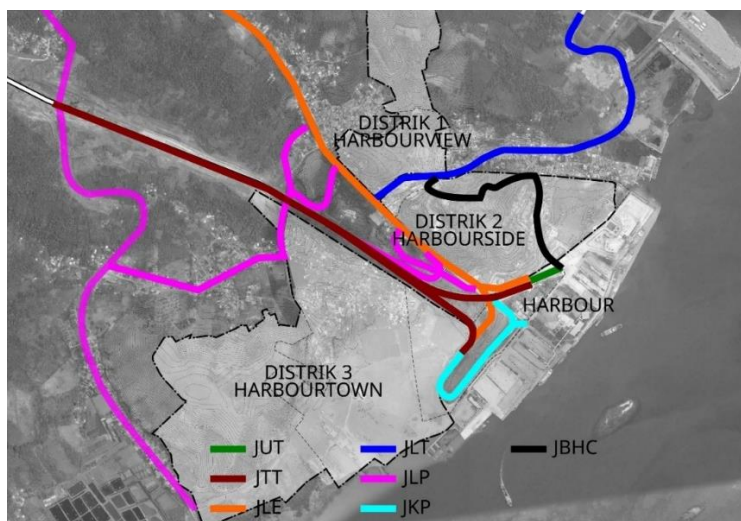 DISTRIK 1
HARBOURVIEW
DISTRIK 2
HARBOURSIDE
HARBOUR
DISTRIK 3
HARBOURTOWN
JUT
JLT
JBHC
JTT
JLP
JLE
JKP